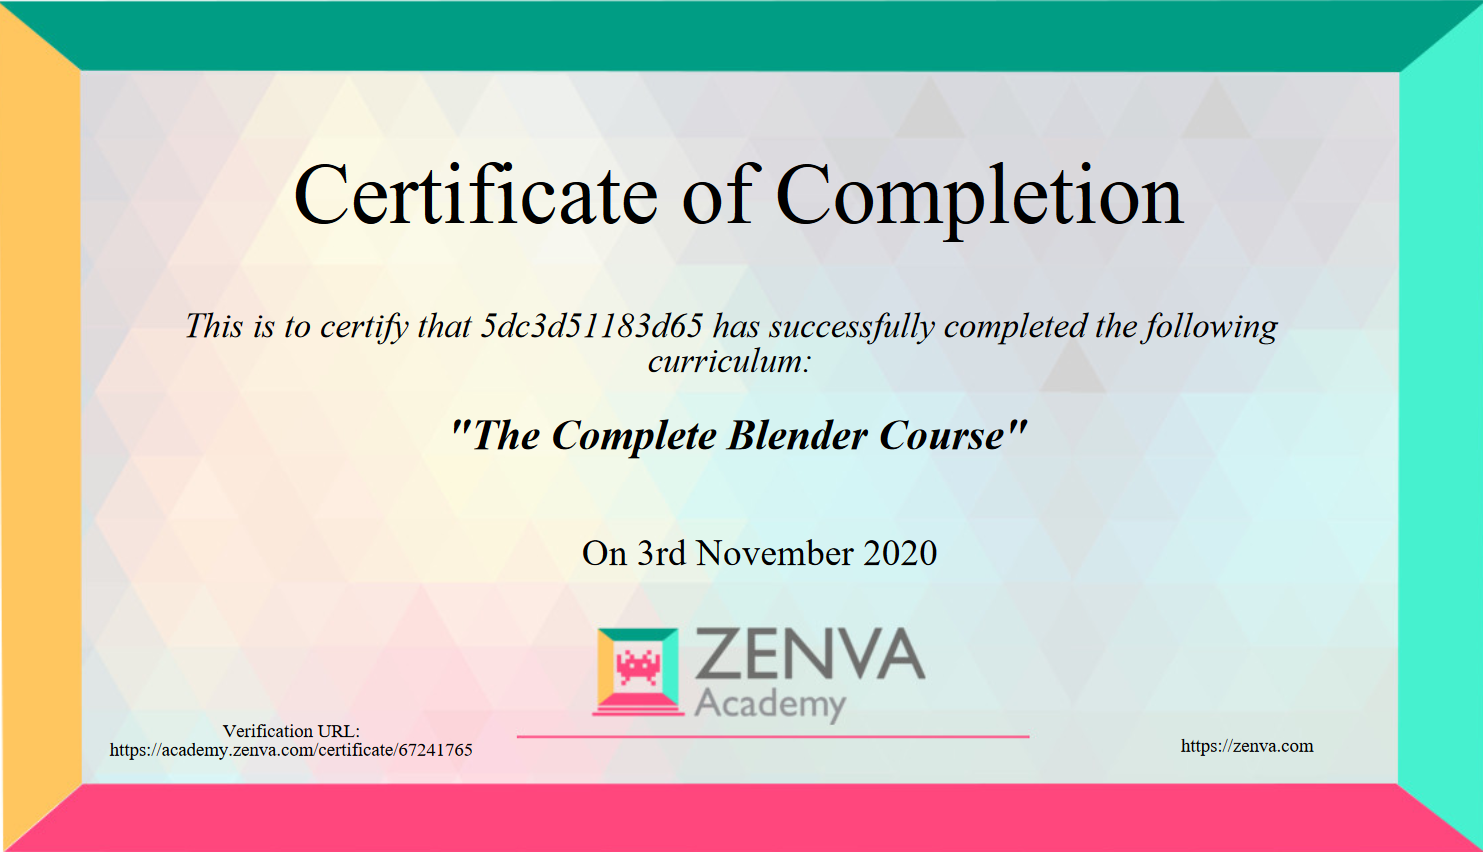 Certificate of Completion
This is to certify that 5dc3d51183d65 has successfully completed the following
curriculum:
"The Complete Blender Course"
On 3rd November 2020
ZENVA
Academy
Verification URL:
https://academy.zenva.com/certificate/67241765
https://zenva.com